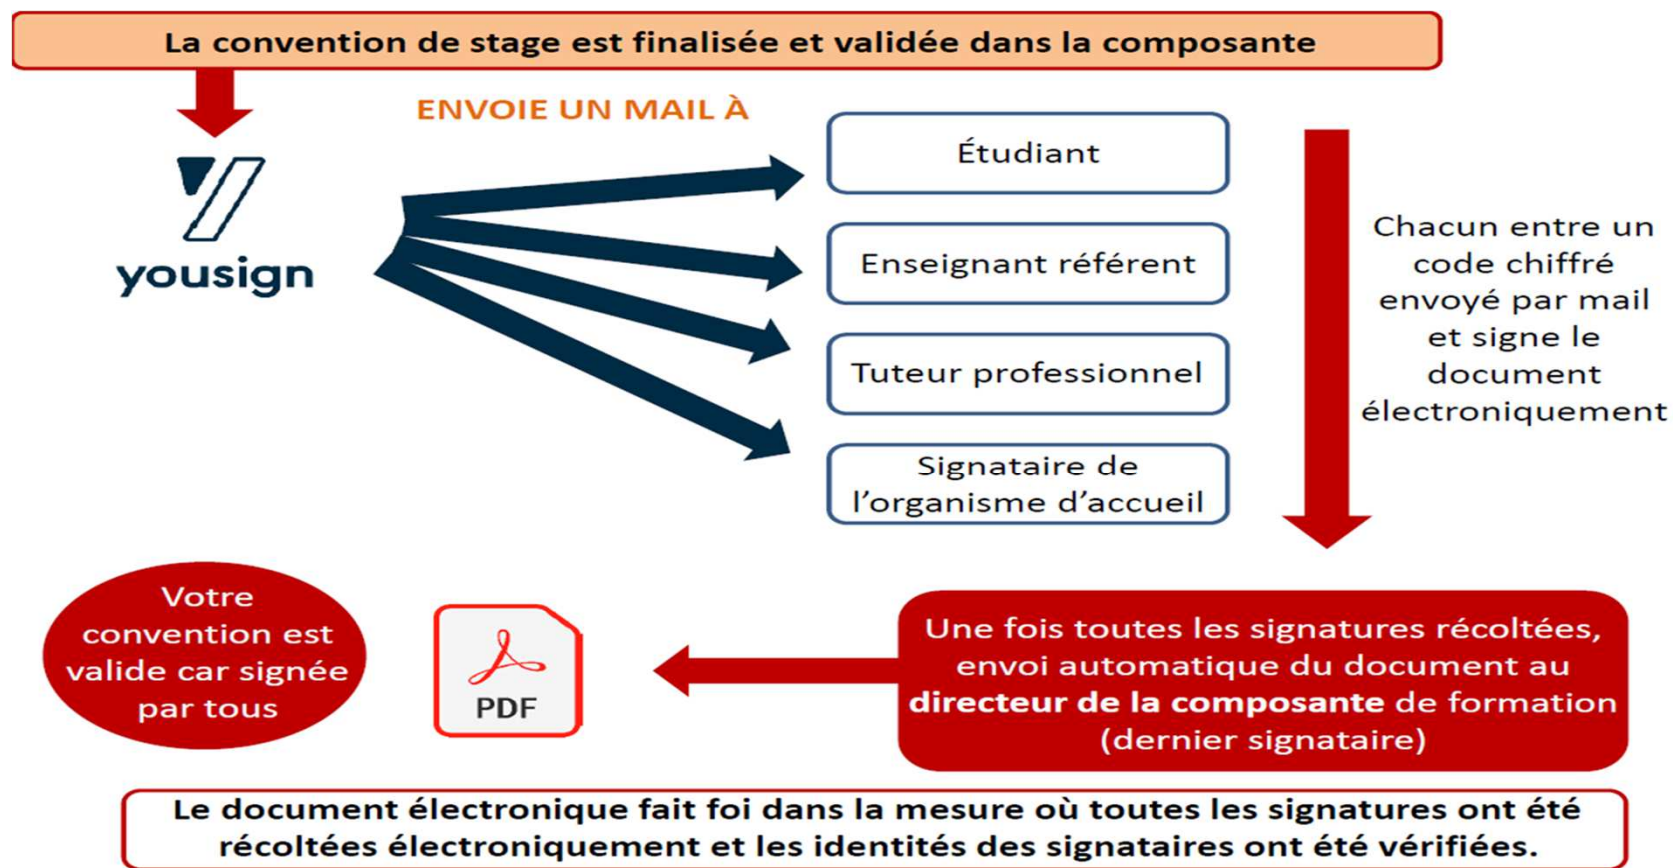 La convention de stage est finalisée et validée dans la composante
ENVOIE UN MAIL À
yousign
Étudiant
Enseignant référent
Tuteur professionnel
Signataire de
l’organisme d’accueil
Chacun entre un
code chiffré
envoyé par mail
et signe le
document
électroniquement
Une fois toutes les signatures récoltées,
envoi automatique du document au
directeur de la composante de formation
(dernier signataire)
PDF
Votre
convention est
valide car signée
par tous
Le document électronique fait foi dans la mesure où toutes les signatures ont été
récoltées électroniquement et les identités des signataires ont été vérifiées.